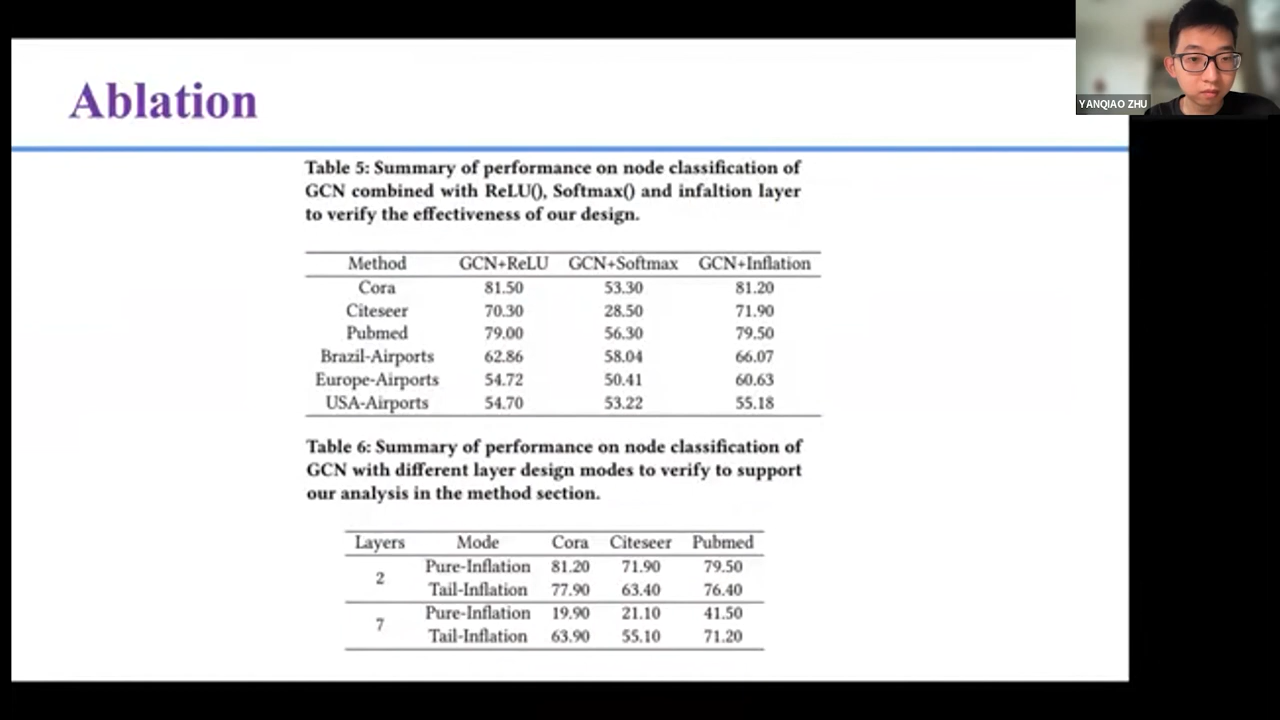 Ablation
YANQIAO ZHU
Table 5: Summary of performance on node classification of
GCN combined with ReLU(), Softmax() and infaltion layer
to verify the effectiveness of our design.
Method GCN+ReLU GCN+Softmax GCN+Inflation
Cora 81.50 53.30 81.20
Citeseer 70.30 28.50 71.90
Pubmed 79.00 56.30 79.50
Brazil-Airports 62.86 58.04 66.07
Europe-Airports 54.72 50.41 60.63
USA-Airports 54.70 53.22 55.18
Table 6: Summary of performance on node classification of
GCN with different layer design modes to verify to support
our analysis in the method section.
Layers Mode Cora Citeseer Pubmed
2 Pure-Inflation 81.20 71.90 79.50
Tail-Inflation 77.90 63.40 76.40
7 Pure-Inflation 19.90 21.10 41.50
Tail-Inflation 63.90 55.10 71.20